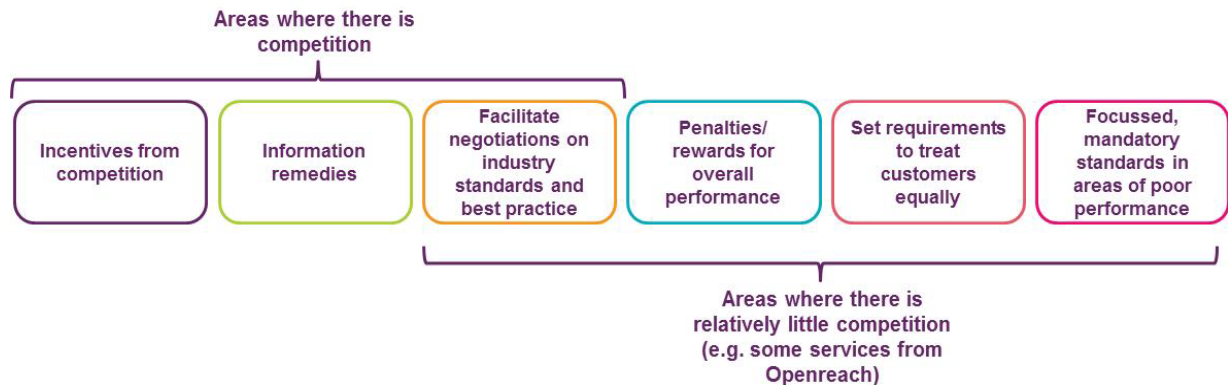 Areas where there is
competition
Incentives from
competition
Information
remedies
Facilitate
negotiations on
industry
standards and
best practice
Penalties/
rewards for
overall
performance
Set requirements
to treat
customers
equally
Focussed,
mandatory
standards in
areas of poor
performance
Areas where there is
relatively little competition
(e.g. some services from
Openreach)